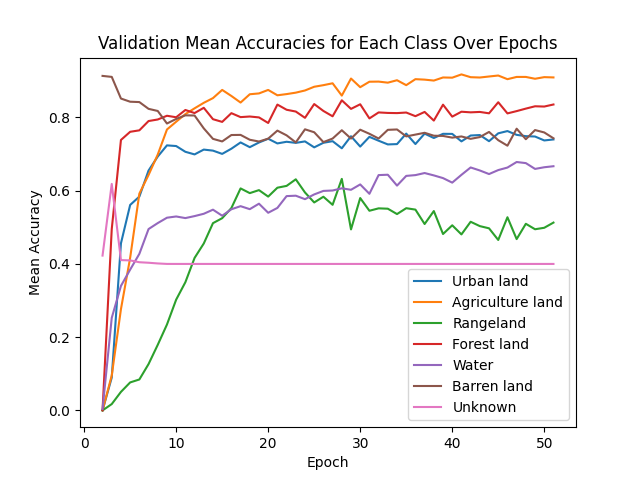 Validation Mean Accuracies for Each Class Over Epochs
Mean Accuracy
0.8
0.6
0.4
0.2
0.0
Urban land
Agriculture land
Rangeland
Forest land
Water
Barren land
Unknown
0 10 20 30 40 50
Epoch